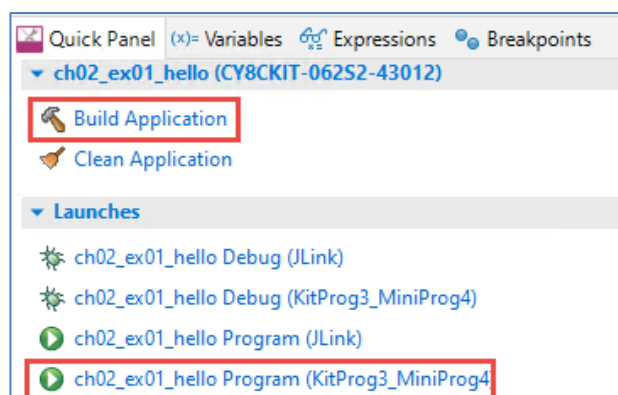 Quick Panel (x)= Variables Expressions Breakpoints
ch02_ex01_hello (CY8CKIT-062S2-43012)
Build Application
Clean Application
Launches
ch02_ex01_hello Debug (JLink)
ch02_ex01_hello Debug (KitProg3_MiniProg4)
ch02_ex01_hello Program (JLink)
ch02_ex01_hello Program (KitProg3_MiniProg4)